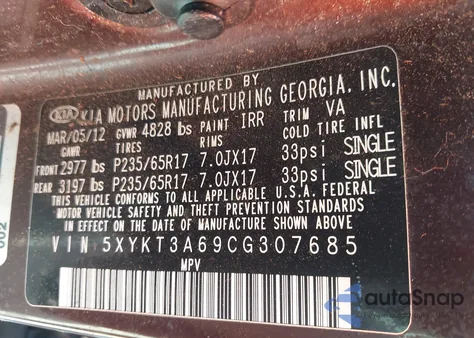 MANUFACTURED BY
KIA KIA MOTORS MANUFACTURING GEORGIA, INC.
MAR/05/12 GVWR 4828 lbs PAINT IRR TRIM VA
GAWR TIRES RIMS COLD TIRE INFL
FRONT 2977 lbs P235/65R17 7.0JX17 33psi SINGLE
REAR 3197 lbs P235/65R17 7.0JX17 33psi SINGLE
THIS VEHICLE CONFORMS TO ALL APPLICABLE U.S.A. FEDERAL
MOTOR VEHICLE SAFETY AND THEFT PREVENTION STANDARDS
IN EFFECT ON THE DATE OF MANUFACTURE SHOWN ABOVE.
VIN 5XYKT3A69CG307685
MPV
002
autoSnap